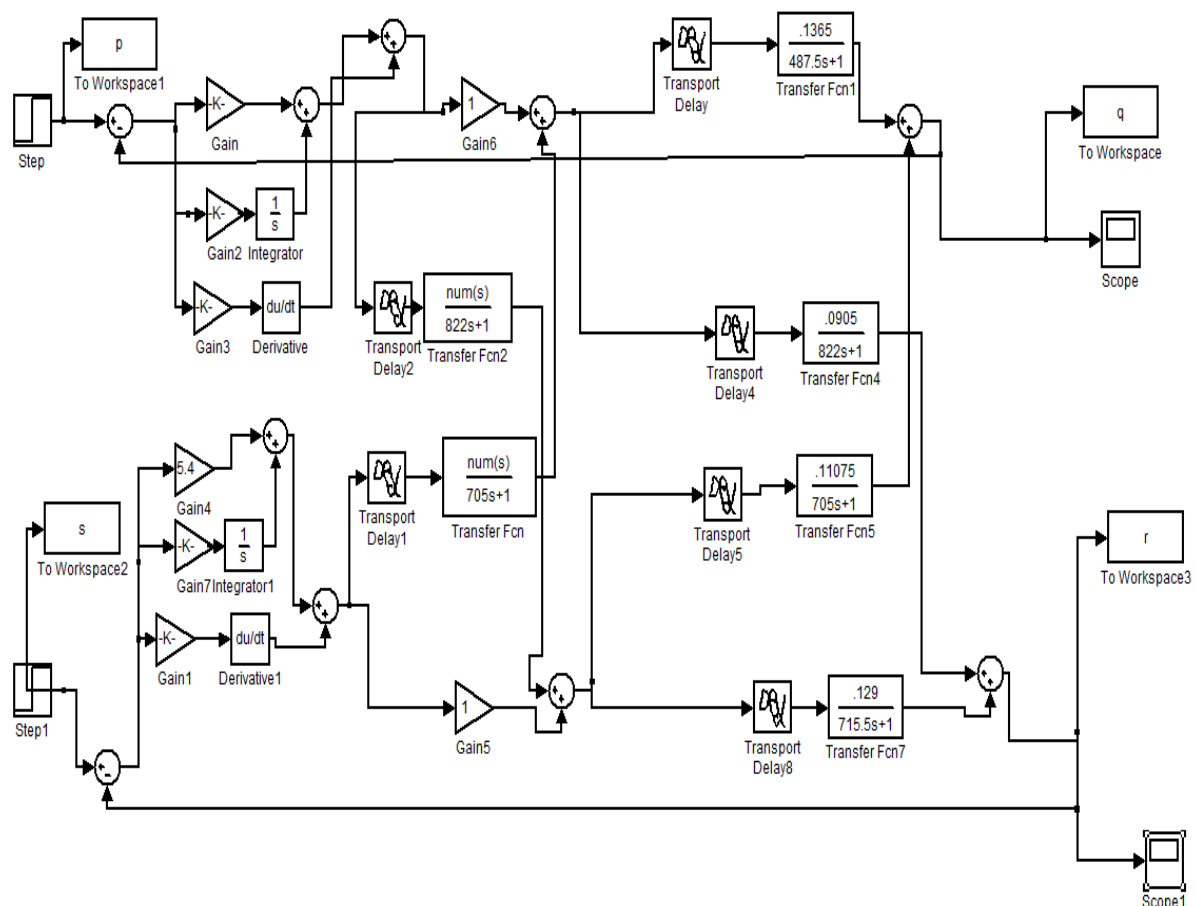 p
To Workspace1
Step
+
-
-K-
Gain
+
+
+
+
1
Gain6
+
+
Transport
Delay
.1365
487.5s+1
Transfer Fcn1
+
+
q
To Workspace
Scope
-K-
Gain2
1
s
Integrator
-K-
Gain3
du/dt
Derivative
Transport
Delay2
num(s)
822s+1
Transfer Fcn2
Transport
Delay4
.0905
822s+1
Transfer Fcn4
5.4
Gain4
+
+
Transport
Delay1
num(s)
705s+1
Transfer Fcn
Transport
Delay5
.11075
705s+1
Transfer Fcn5
s
To Workspace2
-K-
Gain7
1
s
Integrator1
r
To Workspace3
-K-
Gain1
du/dt
Derivative1
+
+
Step1
1
Gain5
+
+
Transport
Delay8
.129
715.5s+1
Transfer Fcn7
+
+
+
-
Scope1